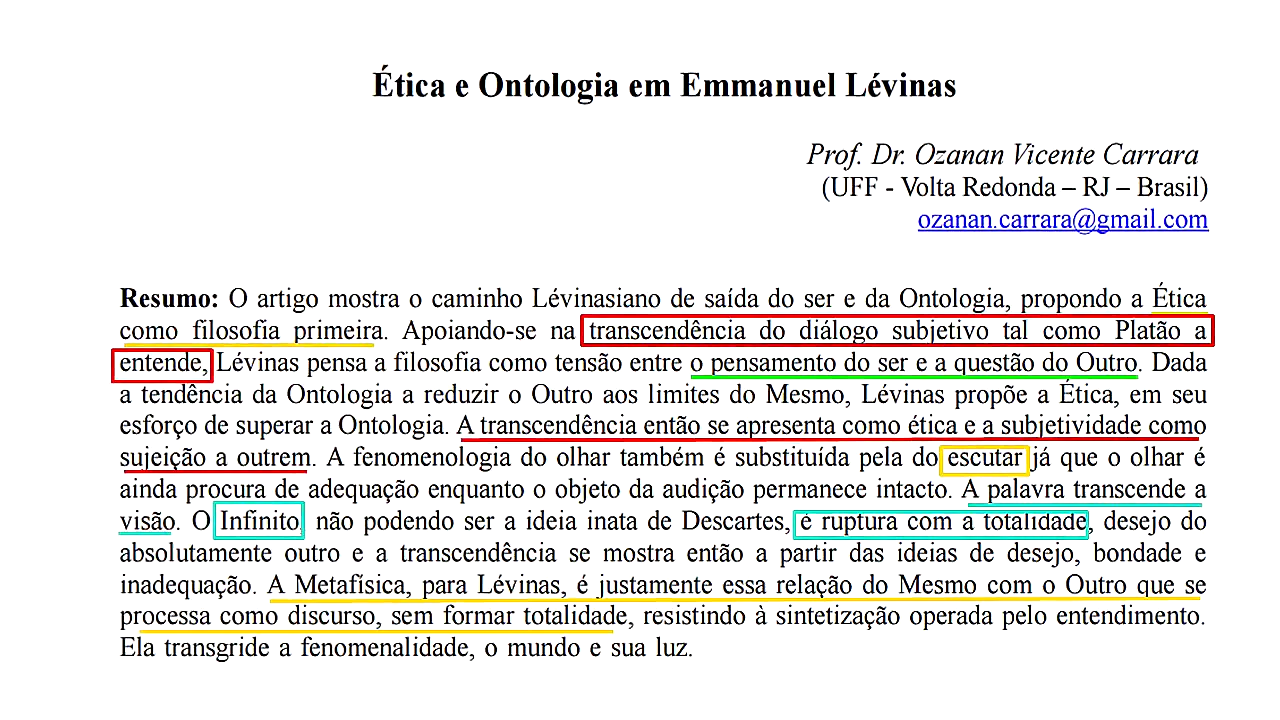 Ética e Ontologia em Emmanuel Lévinas
Prof. Dr. Ozanan Vicente Carrara
(UFF - Volta Redonda – RJ – Brasil)
ozanan.carrara@gmail.com
Resumo: O artigo mostra o caminho Lévinasiano de saída do ser e da Ontologia, propondo a Ética
como filosofia primeira. Apoiando-se na transcendência do diálogo subjetivo tal como Platão a
entende, Lévinas pensa a filosofia como tensão entre o pensamento do ser e a questão do Outro. Dada
a tendência da Ontologia a reduzir o Outro aos limites do Mesmo, Lévinas propõe a Ética, em seu
esforço de superar a Ontologia. A transcendência então se apresenta como ética e a subjetividade como
sujeição a outrem. A fenomenologia do olhar também é substituída pela do escutar já que o olhar é
ainda procura de adequação enquanto o objeto da audição permanece intacto. A palavra transcende a
visão. O Infinito, não podendo ser a ideia inata de Descartes, é ruptura com a totalidade, desejo do
absolutamente outro e a transcendência se mostra então a partir das ideias de desejo, bondade e
inadequação. A Metafísica, para Lévinas, é justamente essa relação do Mesmo com o Outro que se
processa como discurso, sem formar totalidade, resistindo à sintetização operada pelo entendimento.
Ela transgride a fenomenalidade, o mundo e sua luz.